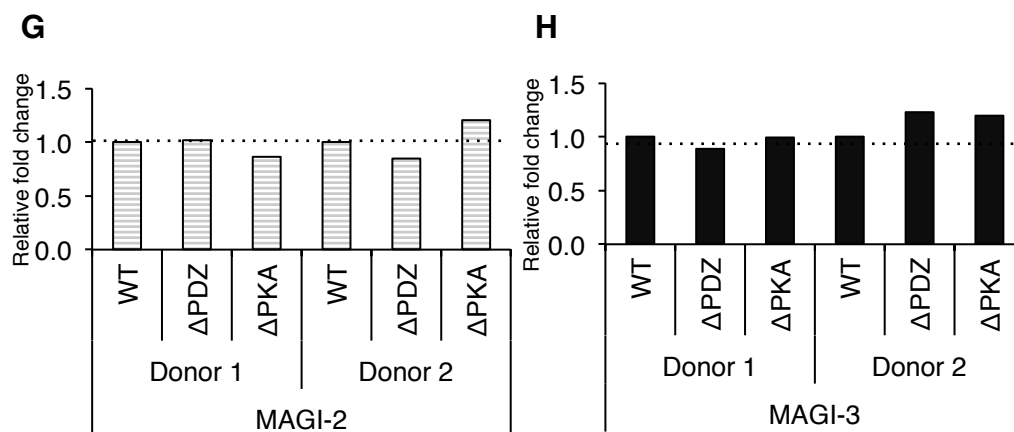 G
Relative fold change
1.5
1.0
0.5
0.0
WT
ΔPDZ
ΔPKA
WT
ΔPDZ
ΔPKA
Donor 1
Donor 2
MAGI-2
H
Relative fold change
1.5
1.0
0.5
0.0
WT
ΔPDZ
ΔPKA
WT
ΔPDZ
ΔPKA
Donor 1
Donor 2
MAGI-3